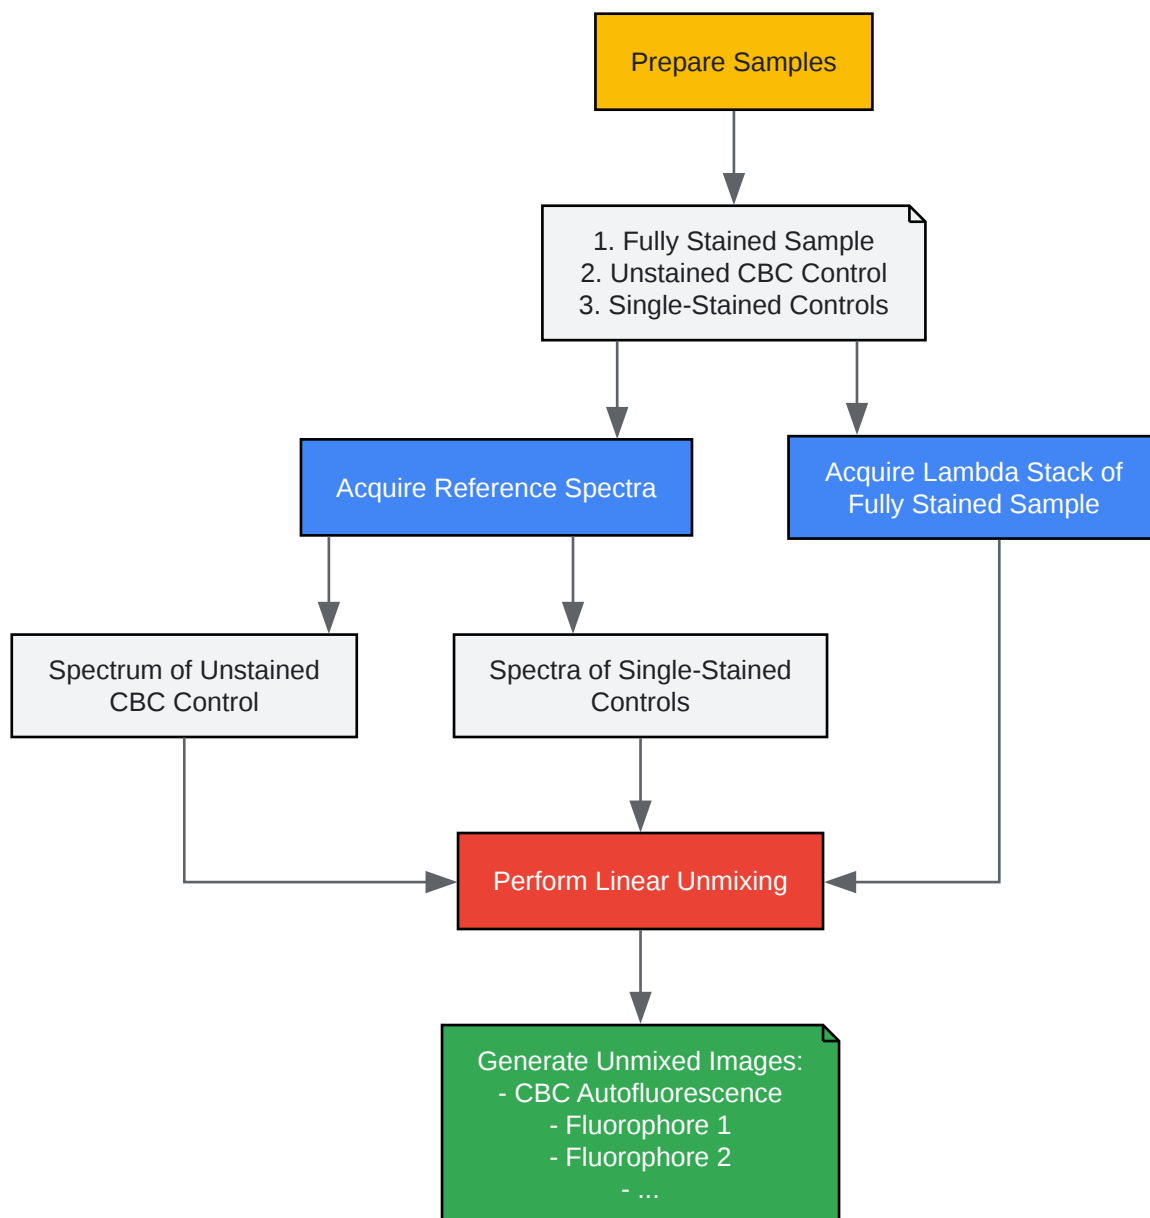 Prepare Samples
1. Fully Stained Sample
2. Unstained CBC Control
3. Single-Stained Controls
Acquire Reference Spectra
Acquire Lambda Stack of
Fully Stained Sample
Spectrum of Unstained
CBC Control
Spectra of Single-Stained
Controls
Perform Linear Unmixing
Generate Unmixed Images:
- CBC Autofluorescence
- Fluorophore 1
- Fluorophore 2
- ...